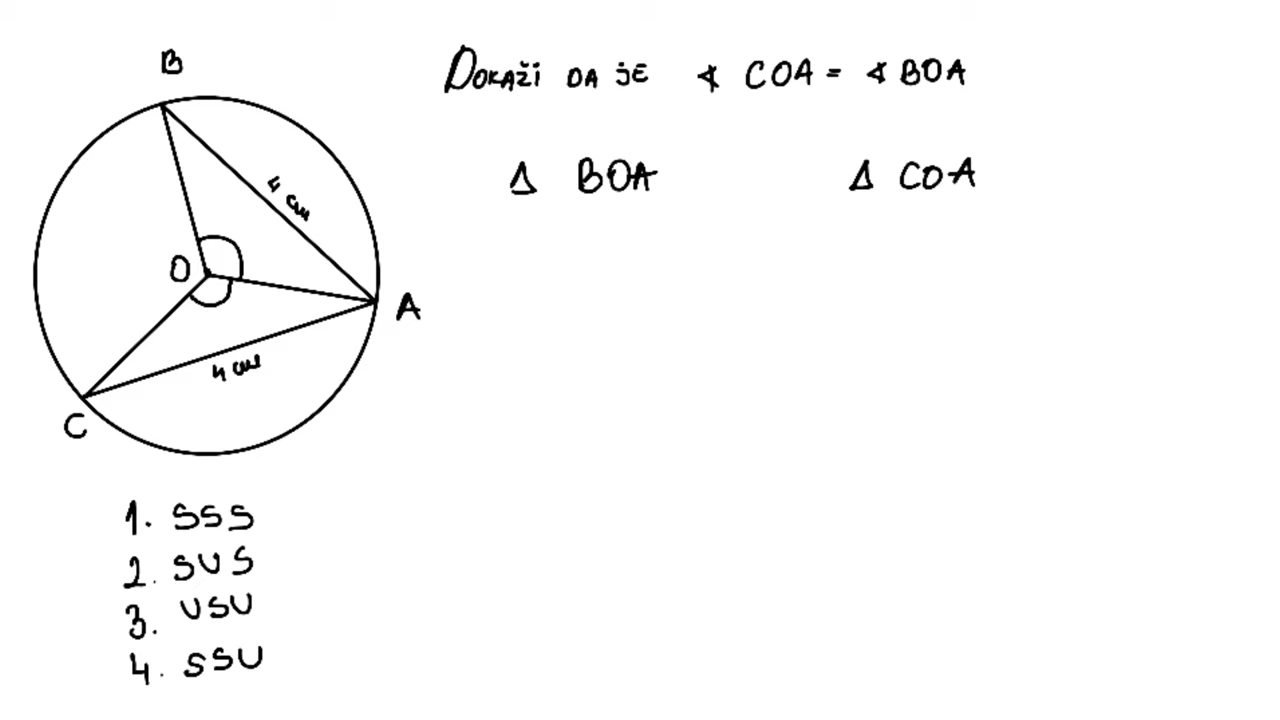 B
DOKAŽI DA JE ∢ COA = ∢ BOA
Δ BOA Δ COA
4 cm
O
A
4 cm
C
1. SSS
2. SUS
3. USU
4. SSU